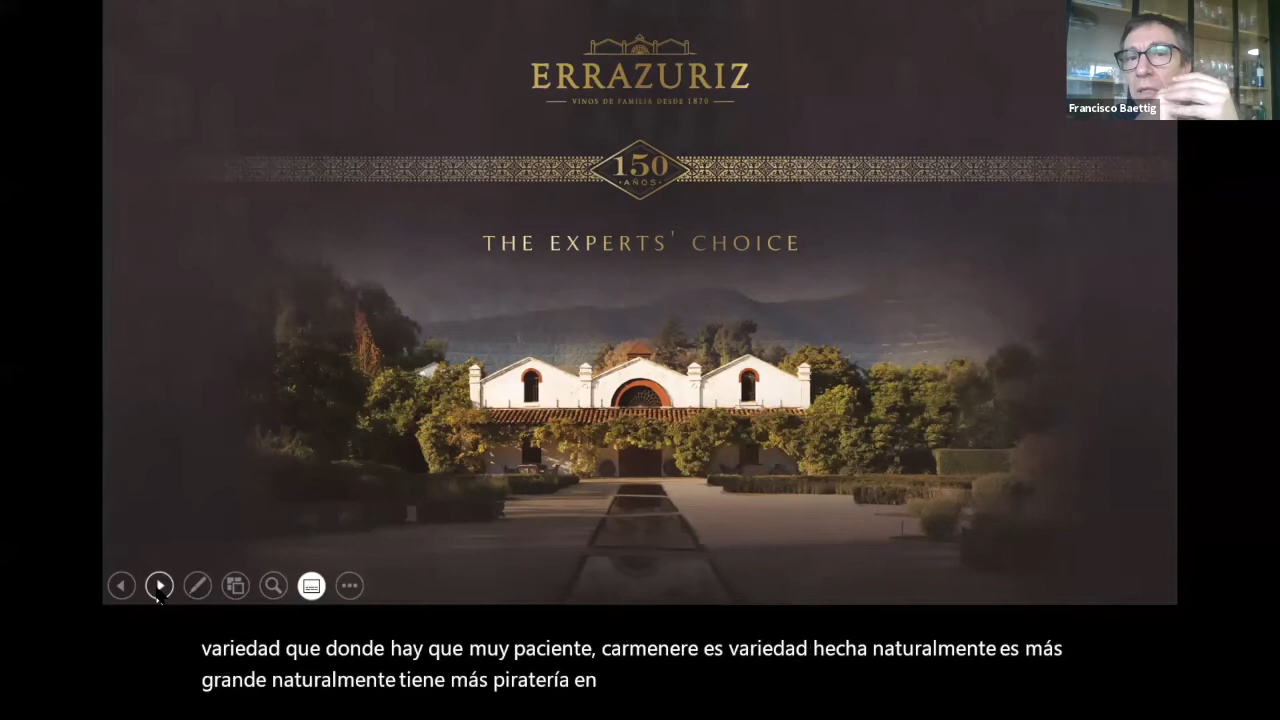 ERRAZURIZ
VINOS DE FAMILIA DESDE 1870
Francisco Baettig
150
AÑOS
THE EXPERTS' CHOICE
variedad que donde hay que muy paciente, carmenere es variedad hecha naturalmente es más
grande naturalmente tiene más piratería en